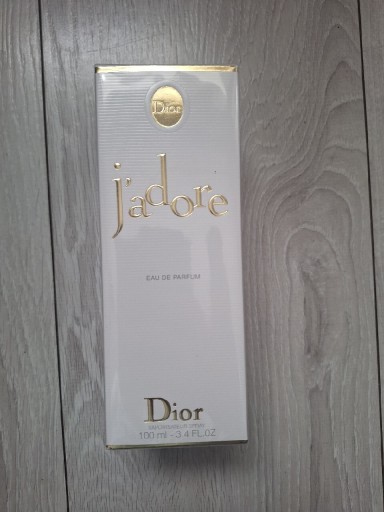 Dior
j'adore
EAU DE PARFUM
Dior
100 ml - 3.4 FL.OZ